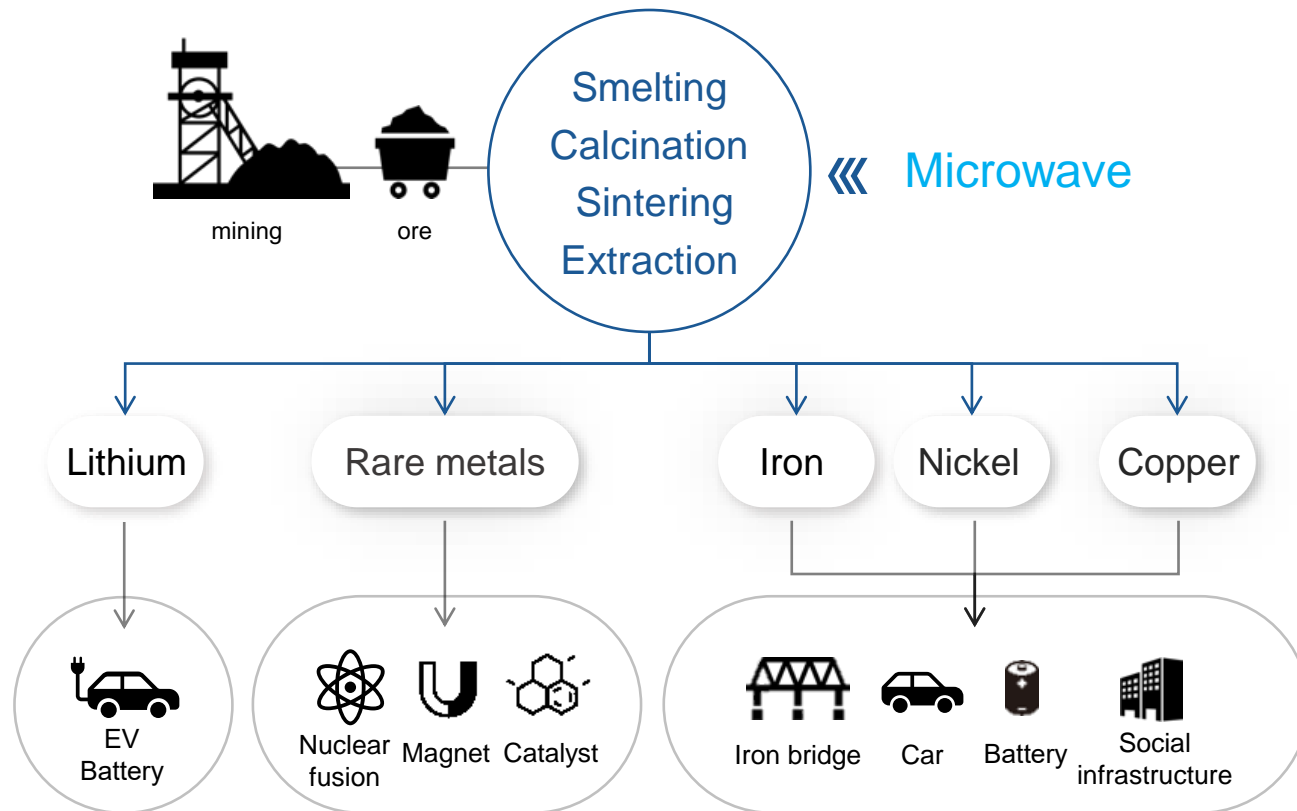 Smelting
Calcination
Sintering
Extraction
Microwave
mining
ore
Lithium
Rare metals
Iron
Nickel
Copper
EV
Battery
Nuclear
fusion
Magnet
Catalyst
Iron bridge
Car
Battery
Social
infrastructure